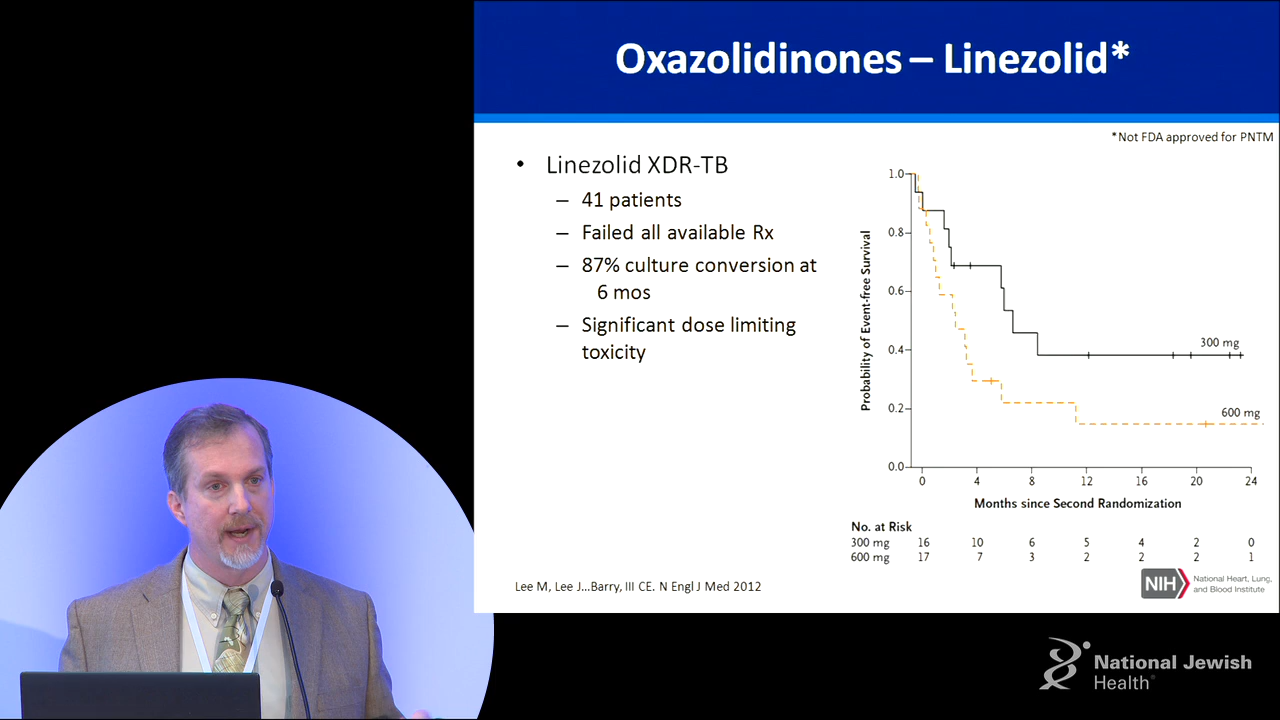 Oxazolidinones – Linezolid*
*Not FDA approved for PNTM
• Linezolid XDR-TB
– 41 patients
– Failed all available Rx
– 87% culture conversion at
6 mos
– Significant dose limiting
toxicity
Probability of Event-free Survival
1.0
0.8
0.6
0.4
0.2
0.0
300 mg
600 mg
0 4 8 12 16 20 24
Months since Second Randomization
No. at Risk
300 mg 16 10 6 5 4 2 0
600 mg 17 7 3 2 2 2 1
Lee M, Lee J...Barry, III CE. N Engl J Med 2012
NIH
National Heart, Lung,
and Blood Institute
National Jewish
Health®